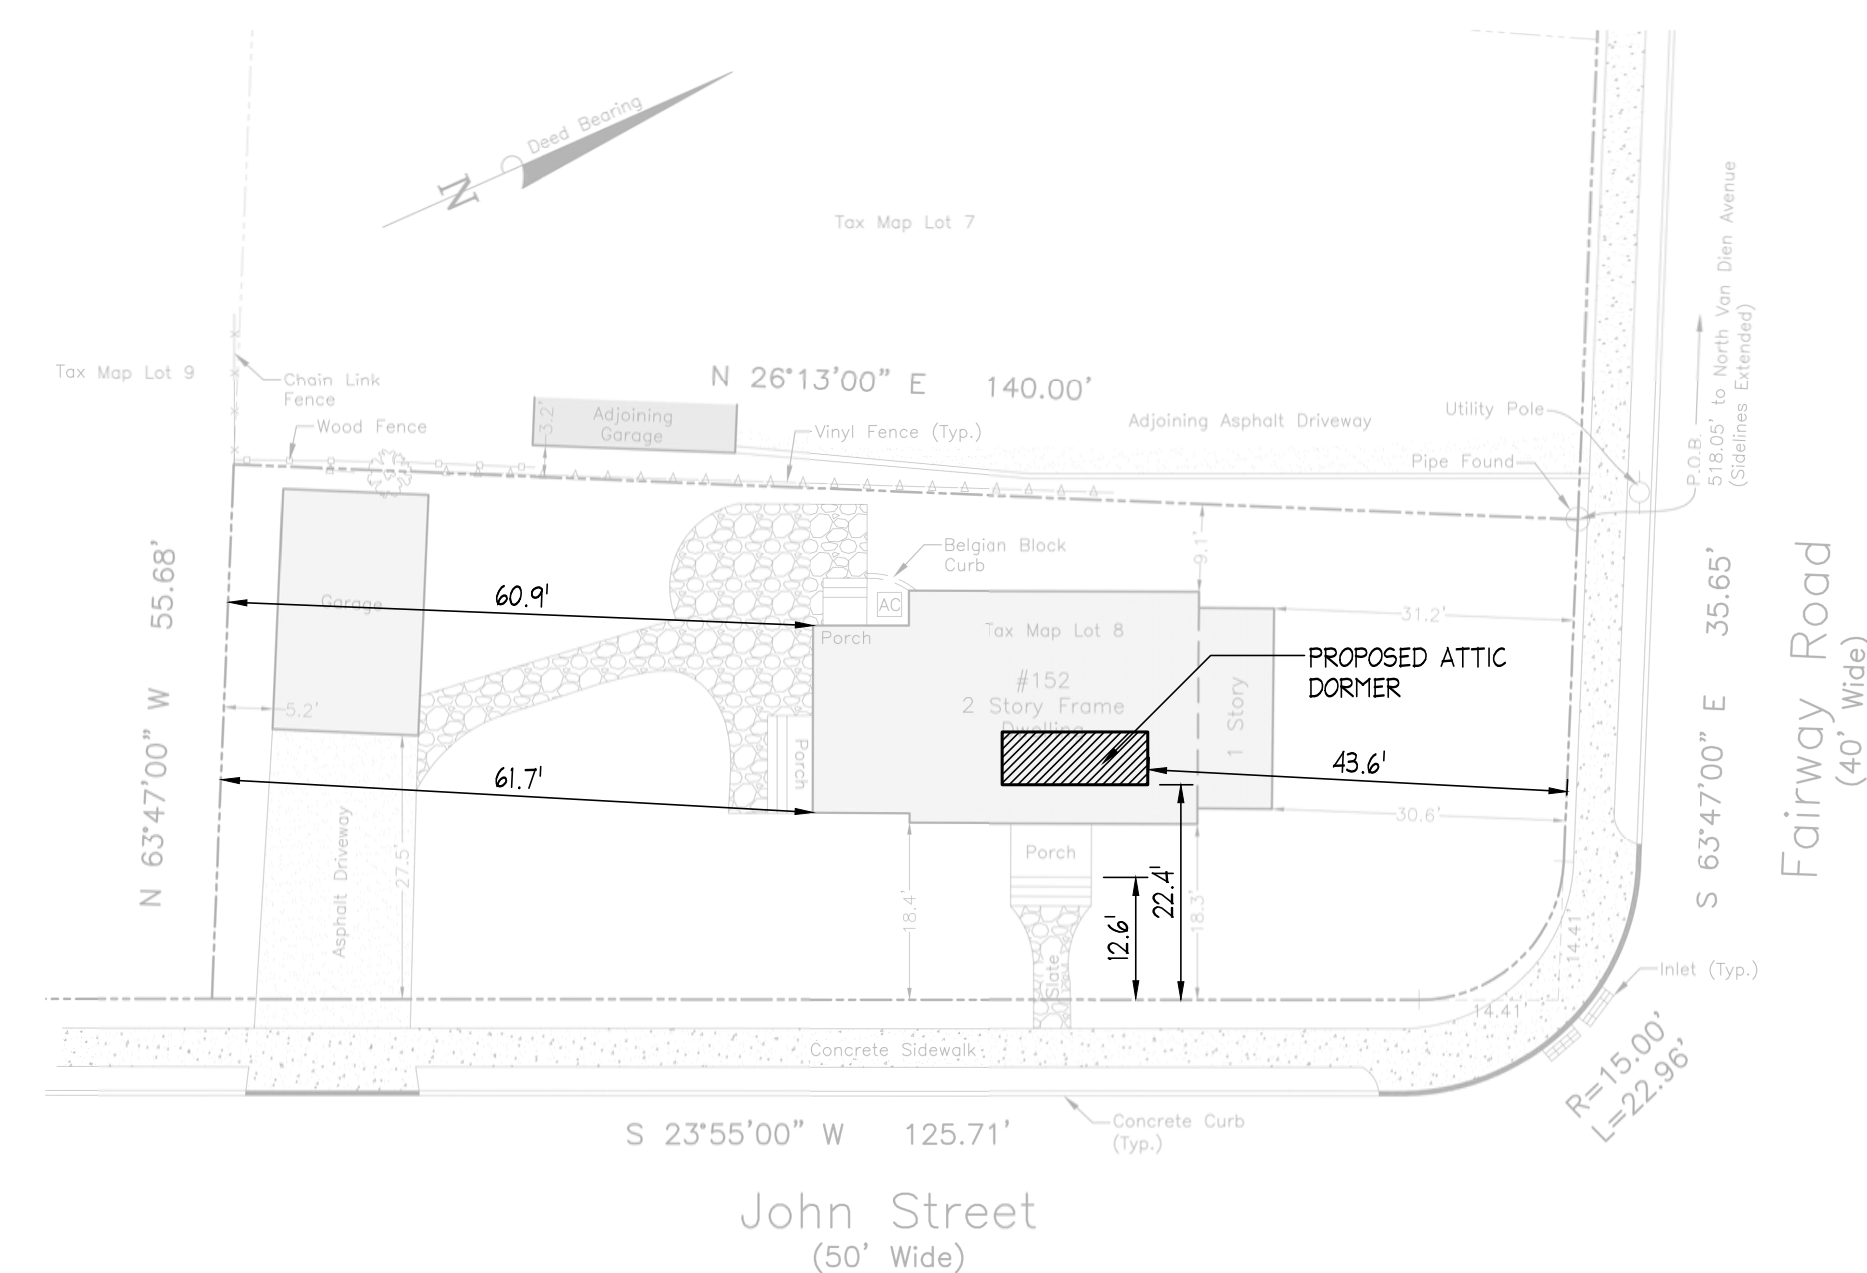 N
Deed Bearing
Tax Map Lot 7
Tax Map Lot 9
Chain Link
Fence
Wood Fence
3.2'
Adjoining
Garage
N 26°13'00" E 140.00'
Vinyl Fence (Typ.)
Adjoining Asphalt Driveway
Utility Pole
Pipe Found
P.O.B.
518.05' to North Van Dien Avenue
(Sidelines Extended)
N 63°47'00" W 55.68'
Garage
60.9'
Belgian Block
Curb
AC
Porch
9.1'
Tax Map Lot 8
#152
2 Story Frame
Dwelling
31.2'
PROPOSED ATTIC
DORMER
1 Story
5.2'
61.7'
Porch
43.6'
30.6'
S 63°47'00" E 35.65'
Fairway Road
(40' Wide)
Asphalt Driveway
27.5'
18.4'
Porch
12.6'
22.4'
18.3'
Slate
14.41'
14.41'
Inlet (Typ.)
R=15.00'
L=22.96'
Concrete Sidewalk
S 23°55'00" W 125.71'
Concrete Curb
(Typ.)
John Street
(50' Wide)